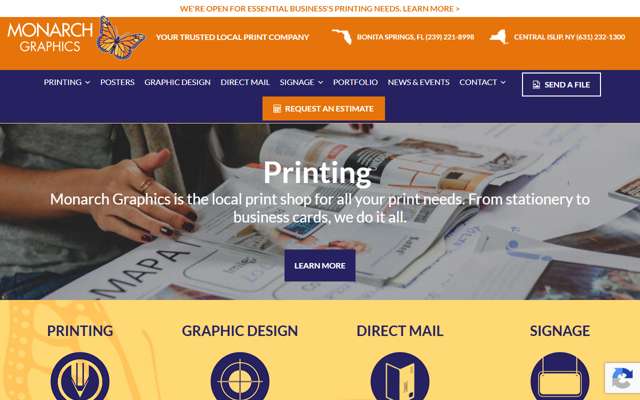 WE'RE OPEN FOR ESSENTIAL BUSINESS'S PRINTING NEEDS. LEARN MORE >
MONARCH
GRAPHICS
YOUR TRUSTED LOCAL PRINT COMPANY
BONITA SPRINGS, FL (239) 221-8998
CENTRAL ISLIP, NY (631) 232-1300
PRINTING
POSTERS
GRAPHIC DESIGN
DIRECT MAIL
SIGNAGE
PORTFOLIO
NEWS & EVENTS
CONTACT
SEND A FILE
REQUEST AN ESTIMATE
Printing
Monarch Graphics is the local print shop for all your print needs. From stationery to
business cards, we do it all.
LEARN MORE
PRINTING
GRAPHIC DESIGN
DIRECT MAIL
SIGNAGE